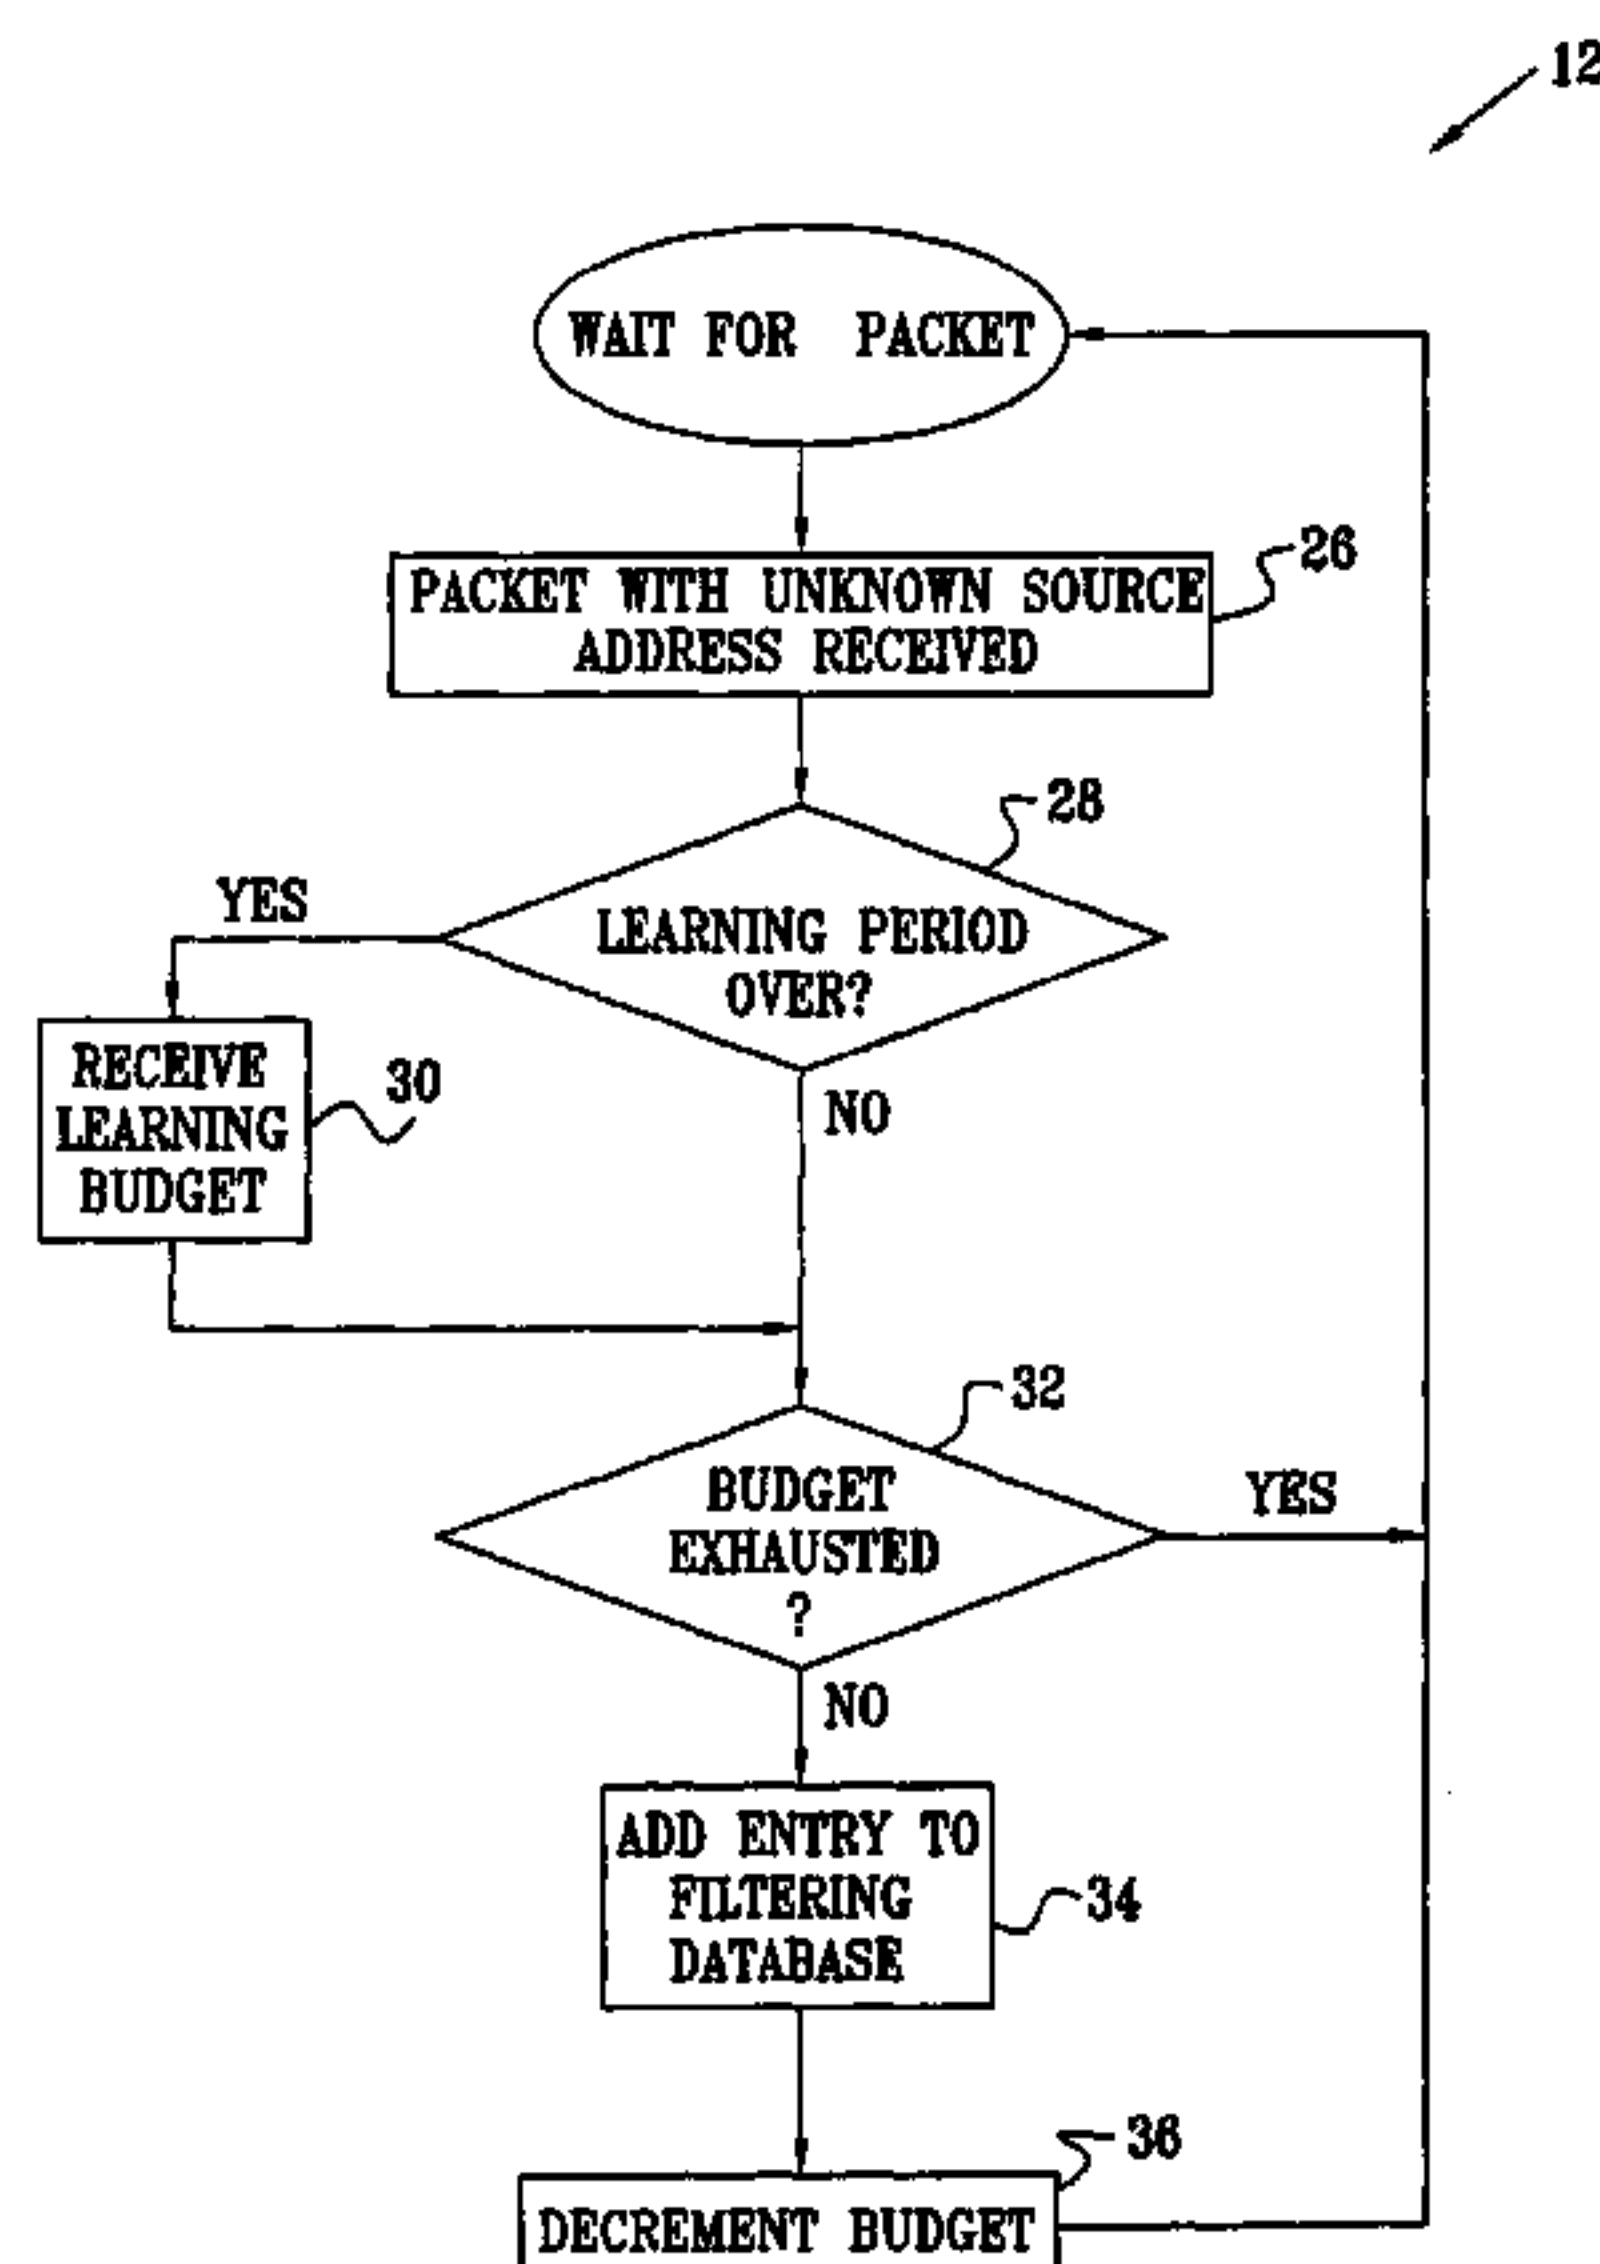 12
WAIT FOR PACKET
PACKET WITH UNKNOWN SOURCE
ADDRESS RECEIVED
26
28
YES
LEARNING PERIOD
OVER?
RECEIVE
LEARNING
BUDGET
30
NO
32
BUDGET
EXHAUSTED
?
YES
NO
ADD ENTRY TO
FILTERING
DATABASE
34
36
DECREMENT BUDGET